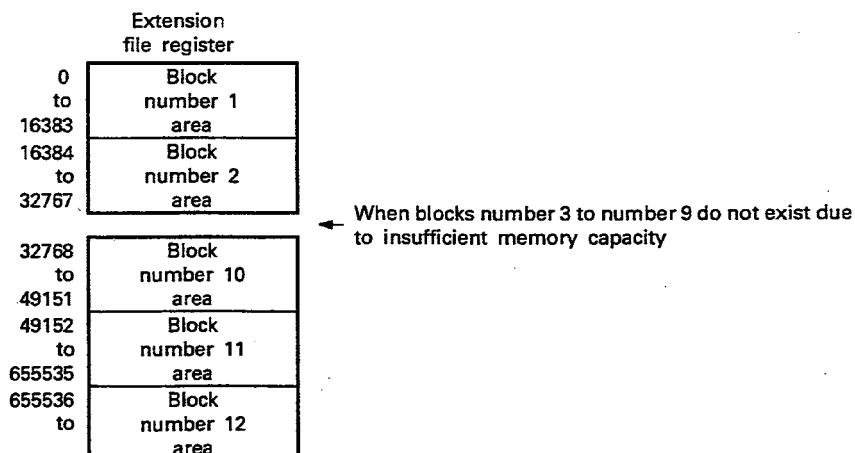 Extension
file register
0 Block
to number 1
16383 area
16384 Block
to number 2
32767 area
When blocks number 3 to number 9 do not exist due
to insufficient memory capacity
32768 Block
to number 10
49151 area
49152 Block
to number 11
655535 area
655536 Block
to number 12
area